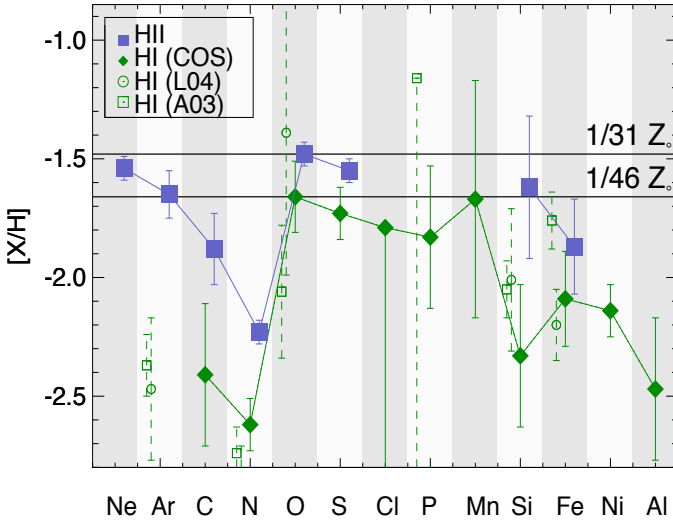 -1.0
-1.5
-2.0
-2.5
[X/H]
HII
HI (COS)
HI (L04)
HI (A03)
1/31 Z☉
1/46 Z☉
Ne Ar C N O S Cl P Mn Si Fe Ni Al